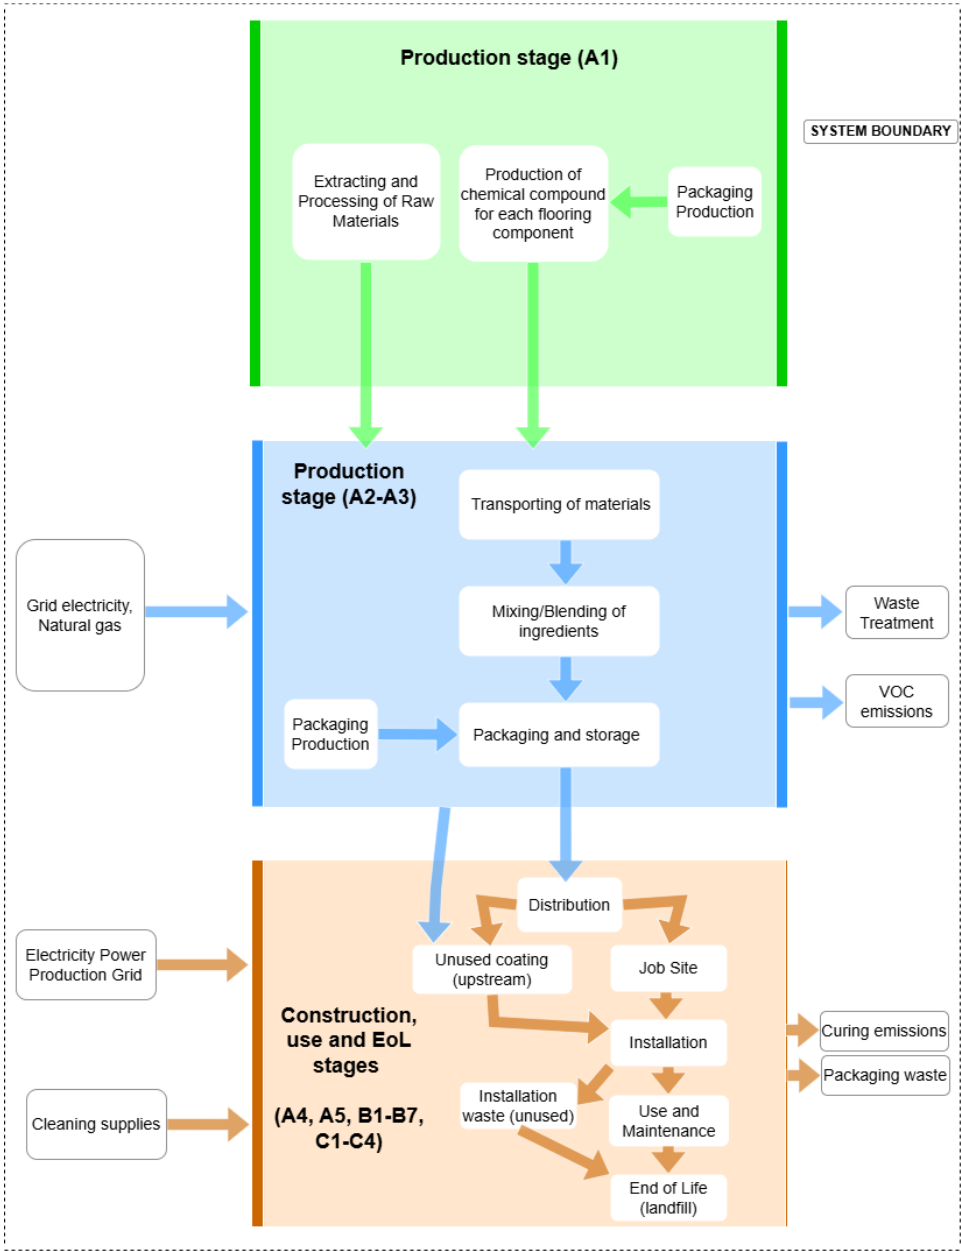 Production stage (A1)
SYSTEM BOUNDARY
Extracting and
Processing of Raw
Materials
Production of
chemical compound
for each flooring
component
Packaging
Production
Production
stage (A2-A3)
Transporting of materials
Grid electricity,
Natural gas
Mixing/Blending of
ingredients
Waste
Treatment
VOC
emissions
Packaging
Production
Packaging and storage
Distribution
Electricity Power
Production Grid
Unused coating
(upstream)
Job Site
Construction,
use and EoL
stages
(A4, A5, B1-B7,
C1-C4)
Installation
Curing emissions
Packaging waste
Cleaning supplies
Installation
waste (unused)
Use and
Maintenance
End of Life
(landfill)